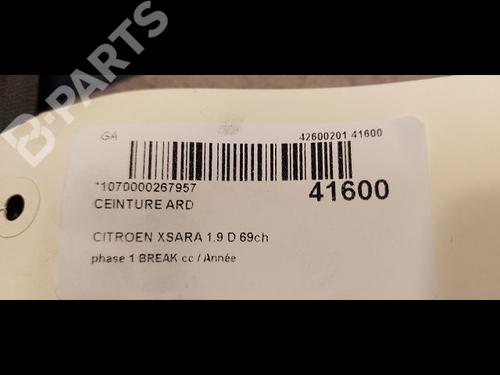 B-PARTS
GA 42600201 41600
*1070000267957 41600
CEINTURE ARD
CITROEN XSARA 1.9 D 69ch
phase 1 BREAK cc / Année